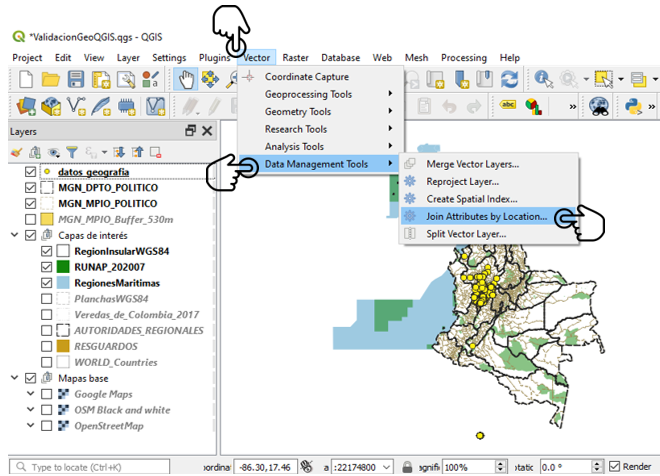 *ValidacionGeoQGIS.qgs - QGIS
Project Edit View Layer Settings Plugins Vector Raster Database Web Mesh Processing Help
Coordinate Capture
Geoprocessing Tools
Geometry Tools
Research Tools
Analysis Tools
Data Management Tools
Merge Vector Layers...
Reproject Layer...
Create Spatial Index...
Join Attributes by Location...
Split Vector Layer...
abc
»
»
Layers
datos_geografia
MGN_DPTO_POLITICO
MGN_MPIO_POLITICO
MGN_MPIO_Buffer_530m
Capas de interés
RegionInsularWGS84
RUNAP_202007
RegionesMaritimas
PlanchasWGS84
Veredas_de_Colombia_2017
AUTORIDADES_REGIONALES
RESGUARDOS
WORLD_Countries
Mapas base
Google Maps
OSM Black and white
OpenStreetMap
Type to locate (Ctrl+K) oordina -86.30,17.46 a :22174800 agnifi 100% otatic 0.0 ° Render